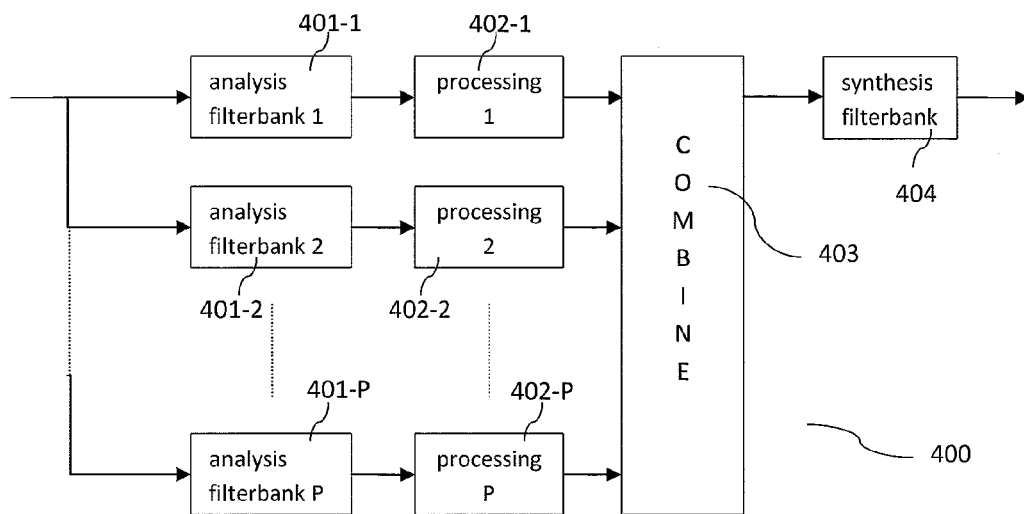 401-1
402-1
analysis
filterbank 1
processing
1
synthesis
filterbank
404
analysis
filterbank 2
processing
2
401-2
402-2
C
O
M
B
I
N
E
403
401-P
402-P
analysis
filterbank P
processing
P
400